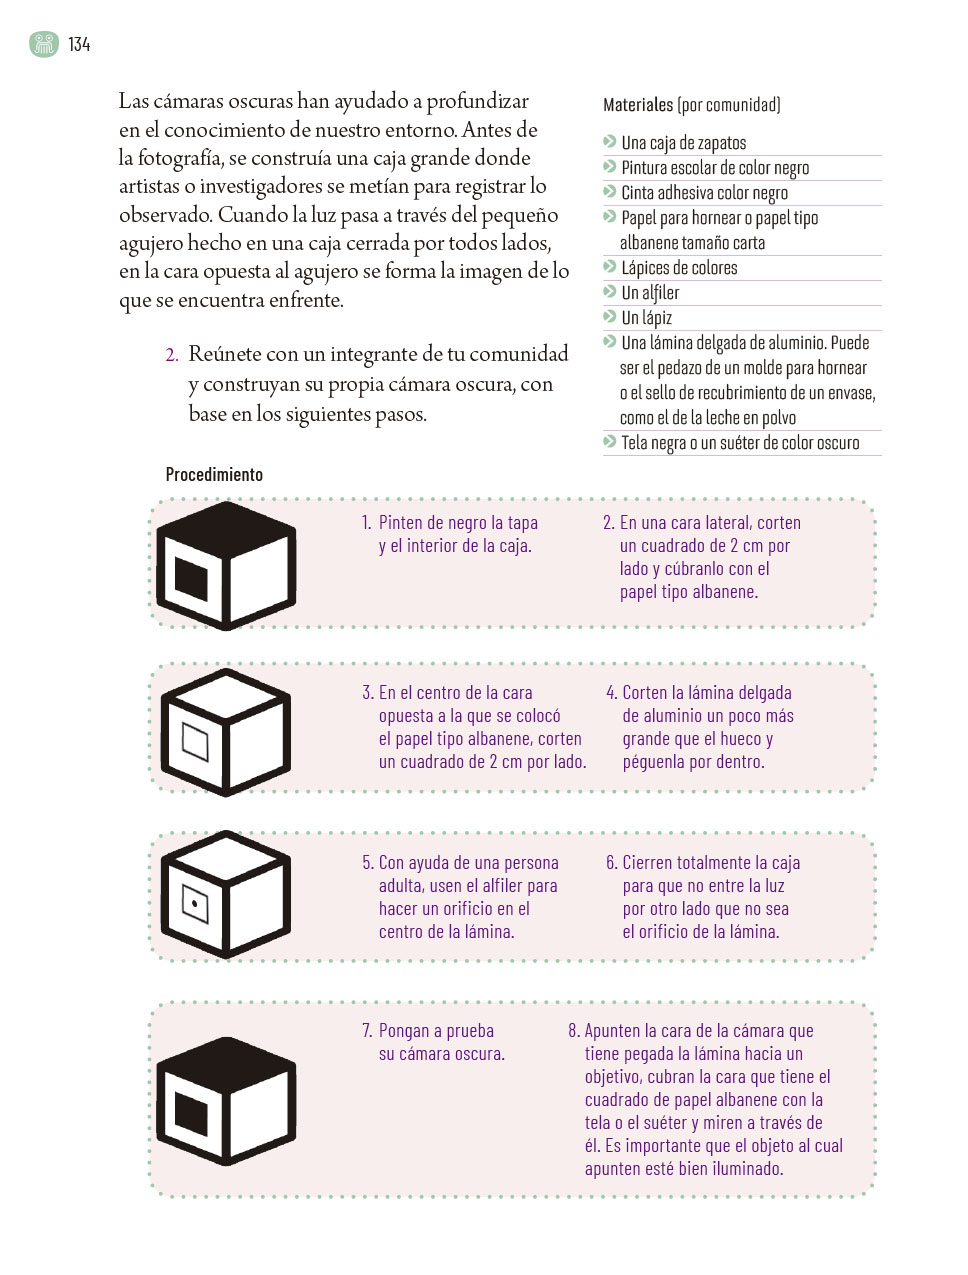 134
Las cámaras oscuras han ayudado a profundizar
en el conocimiento de nuestro entorno. Antes de
la fotografía, se construía una caja grande donde
artistas o investigadores se metían para registrar lo
observado. Cuando la luz pasa a través del pequeño
agujero hecho en una caja cerrada por todos lados,
en la cara opuesta al agujero se forma la imagen de lo
que se encuentra enfrente.
2. Reúnete con un integrante de tu comunidad
y construyan su propia cámara oscura, con
base en los siguientes pasos.
Materiales (por comunidad)
Una caja de zapatos
Pintura escolar de color negro
Cinta adhesiva color negro
Papel para hornear o papel tipo
albanene tamaño carta
Lápices de colores
Un alfiler
Un lápiz
Una lámina delgada de aluminio. Puede
ser el pedazo de un molde para hornear
o el sello de recubrimiento de un envase,
como el de la leche en polvo
Tela negra o un suéter de color oscuro
Procedimiento
1. Pinten de negro la tapa
y el interior de la caja.
2. En una cara lateral, corten
un cuadrado de 2 cm por
lado y cúbranlo con el
papel tipo albanene.
3. En el centro de la cara
opuesta a la que se colocó
el papel tipo albanene, corten
un cuadrado de 2 cm por lado.
4. Corten la lámina delgada
de aluminio un poco más
grande que el hueco y
péguenla por dentro.
5. Con ayuda de una persona
adulta, usen el alfiler para
hacer un orificio en el
centro de la lámina.
6. Cierren totalmente la caja
para que no entre la luz
por otro lado que no sea
el orificio de la lámina.
7. Pongan a prueba
su cámara oscura.
8. Apunten la cara de la cámara que
tiene pegada la lámina hacia un
objetivo, cubran la cara que tiene el
cuadrado de papel albanene con la
tela o el suéter y miren a través de
él. Es importante que el objeto al cual
apunten esté bien iluminado.